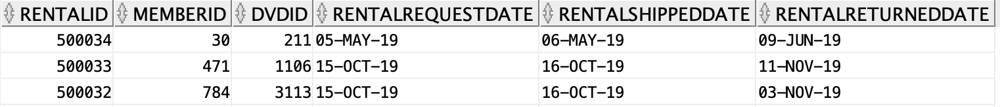 RENTALID MEMBERID DVDID RENTALREQUESTDATE RENTALSHIPPEDDATE RENTALRETURNEDDATE
500034 30 211 05-MAY-19 06-MAY-19 09-JUN-19
500033 471 1106 15-OCT-19 16-OCT-19 11-NOV-19
500032 784 3113 15-OCT-19 16-OCT-19 03-NOV-19